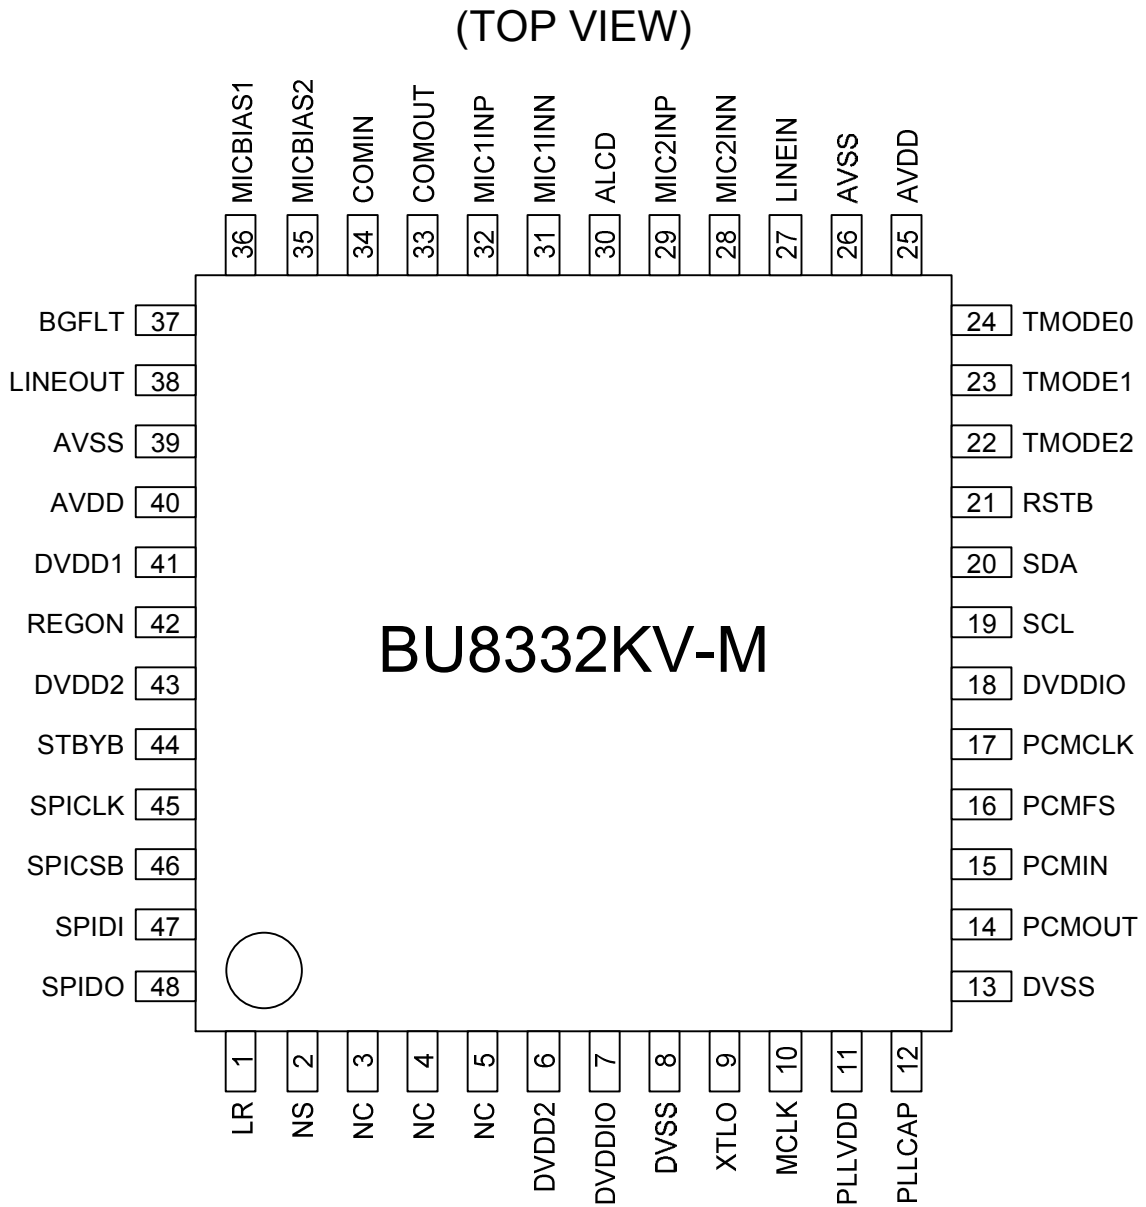 (TOP VIEW)
MICBIAS1 MICBIAS2 COMIN COMOUT MIC1INP MIC1INN ALCD MIC2INP MIC2INN LINEIN AVSS AVDD
36 35 34 33 32 31 30 29 28 27 26 25
BGFLT 37 24 TMODE0
LINEOUT 38 23 TMODE1
AVSS 39 22 TMODE2
AVDD 40 21 RSTB
DVDD1 41 20 SDA
REGON 42 19 SCL
BU8332KV-M
DVDD2 43 18 DVDDIO
STBYB 44 17 PCMCLK
SPICLK 45 16 PCMFS
SPICSB 46 15 PCMIN
SPIDI 47 14 PCMOUT
SPIDO 48 13 DVSS
1 2 3 4 5 6 7 8 9 10 11 12
LR NS NC NC NC DVDD2 DVDDIO DVSS XTLO MCLK PLLVDD PLLCAP